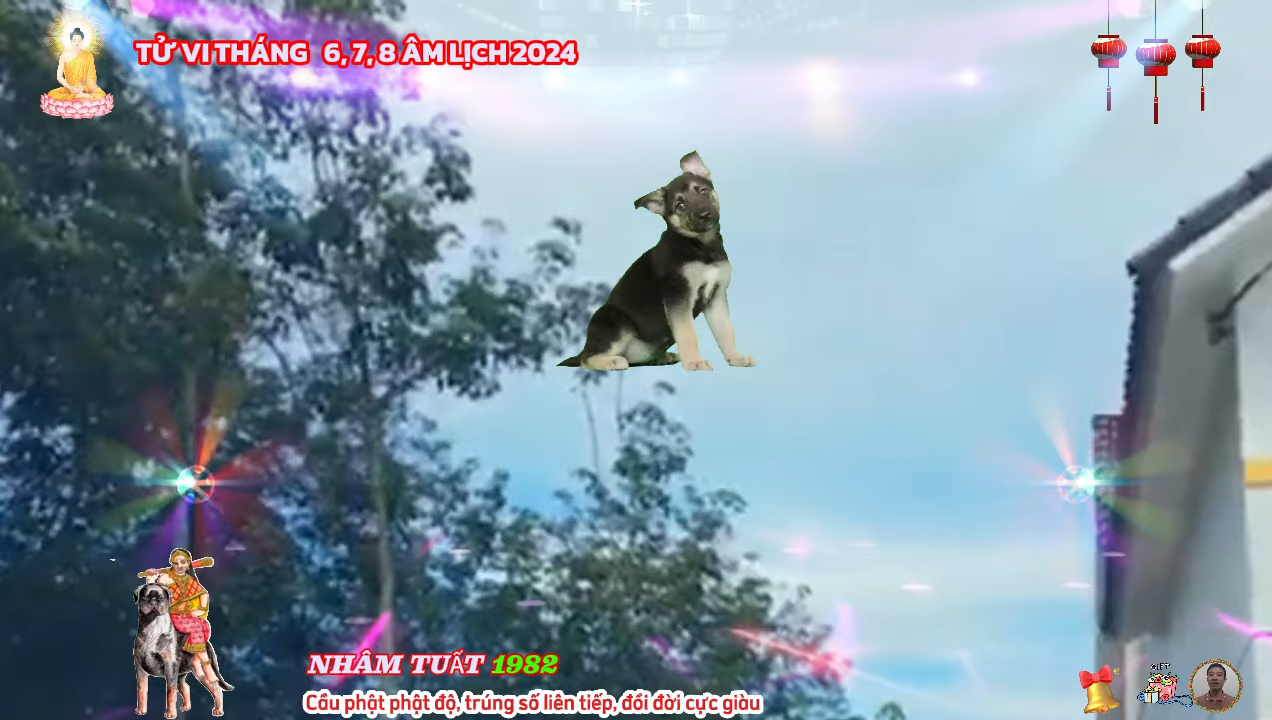 TỬ VI THÁNG 6, 7, 8 ÂM LỊCH 2024
GIFT
NHÂM TUẤT 1982
Cầu phật phật độ, trúng số liên tiếp, đổi đời cực giàu